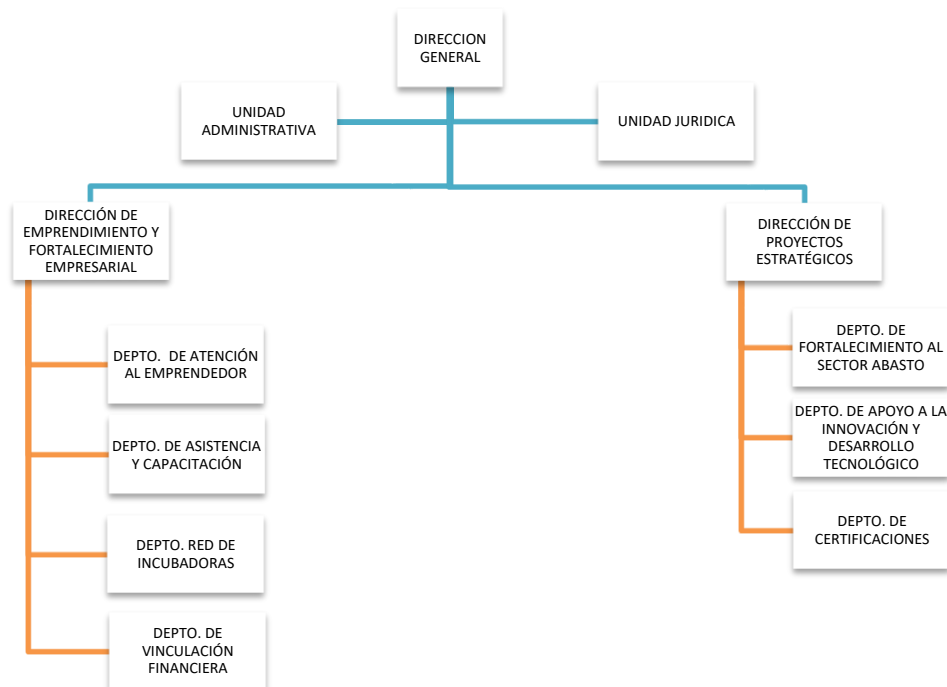 DIRECCION
GENERAL
UNIDAD
ADMINISTRATIVA
UNIDAD JURIDICA
DIRECCIÓN DE
EMPRENDIMIENTO Y
FORTALECIMIENTO
EMPRESARIAL
DIRECCIÓN DE
PROYECTOS
ESTRATÉGICOS
DEPTO. DE ATENCIÓN
AL EMPRENDEDOR
DEPTO. DE ASISTENCIA
Y CAPACITACIÓN
DEPTO. RED DE
INCUBADORAS
DEPTO. DE
VINCULACIÓN
FINANCIERA
DEPTO. DE
FORTALECIMIENTO AL
SECTOR ABASTO
DEPTO. DE APOYO A LA
INNOVACIÓN Y
DESARROLLO
TECNOLÓGICO
DEPTO. DE
CERTIFICACIONES